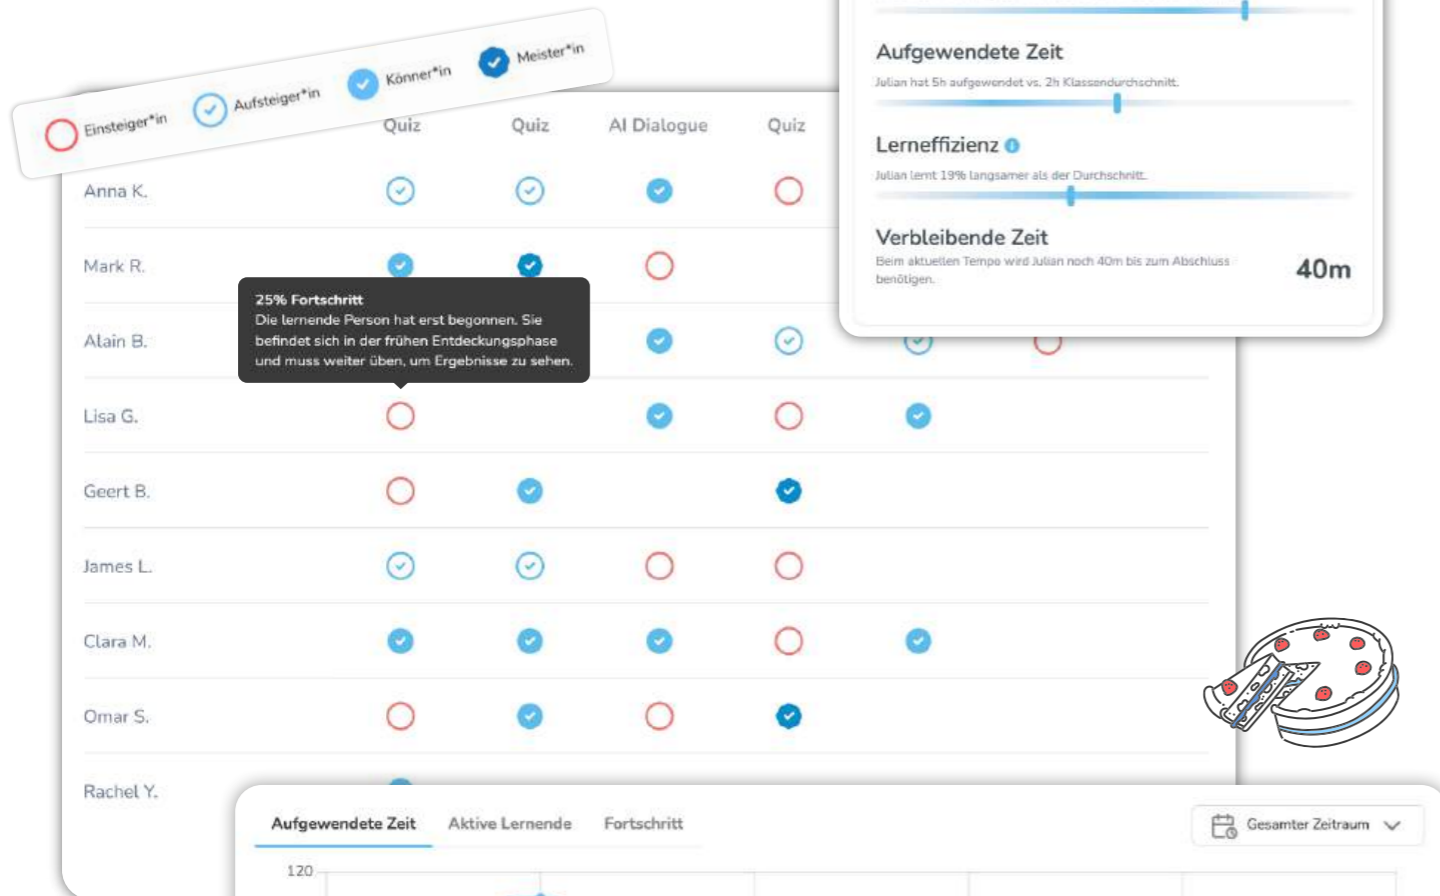 Einsteiger*in
Aufsteiger*in
Könner*in
Meister*in
Quiz
Quiz
AI Dialogue
Quiz
Anna K.
Mark R.
Alain B.
Lisa G.
Geert B.
James L.
Clara M.
Omar S.
Rachel Y.
25% Fortschritt
Die lernende Person hat erst begonnen. Sie
befindet sich in der frühen Entdeckungsphase
und muss weiter üben, um Ergebnisse zu sehen.
Aufgewendete Zeit
Julian hat 5h aufgewendet vs. 2h Klassendurchschnitt.
Lerneffizienz
Julian lernt 19% langsamer als der Durchschnitt.
Verbleibende Zeit
Beim aktuellen Tempo wird Julian noch 40m bis zum Abschluss
benötigen.
40m
Aufgewendete Zeit
Aktive Lernende
Fortschritt
Gesamter Zeitraum
120